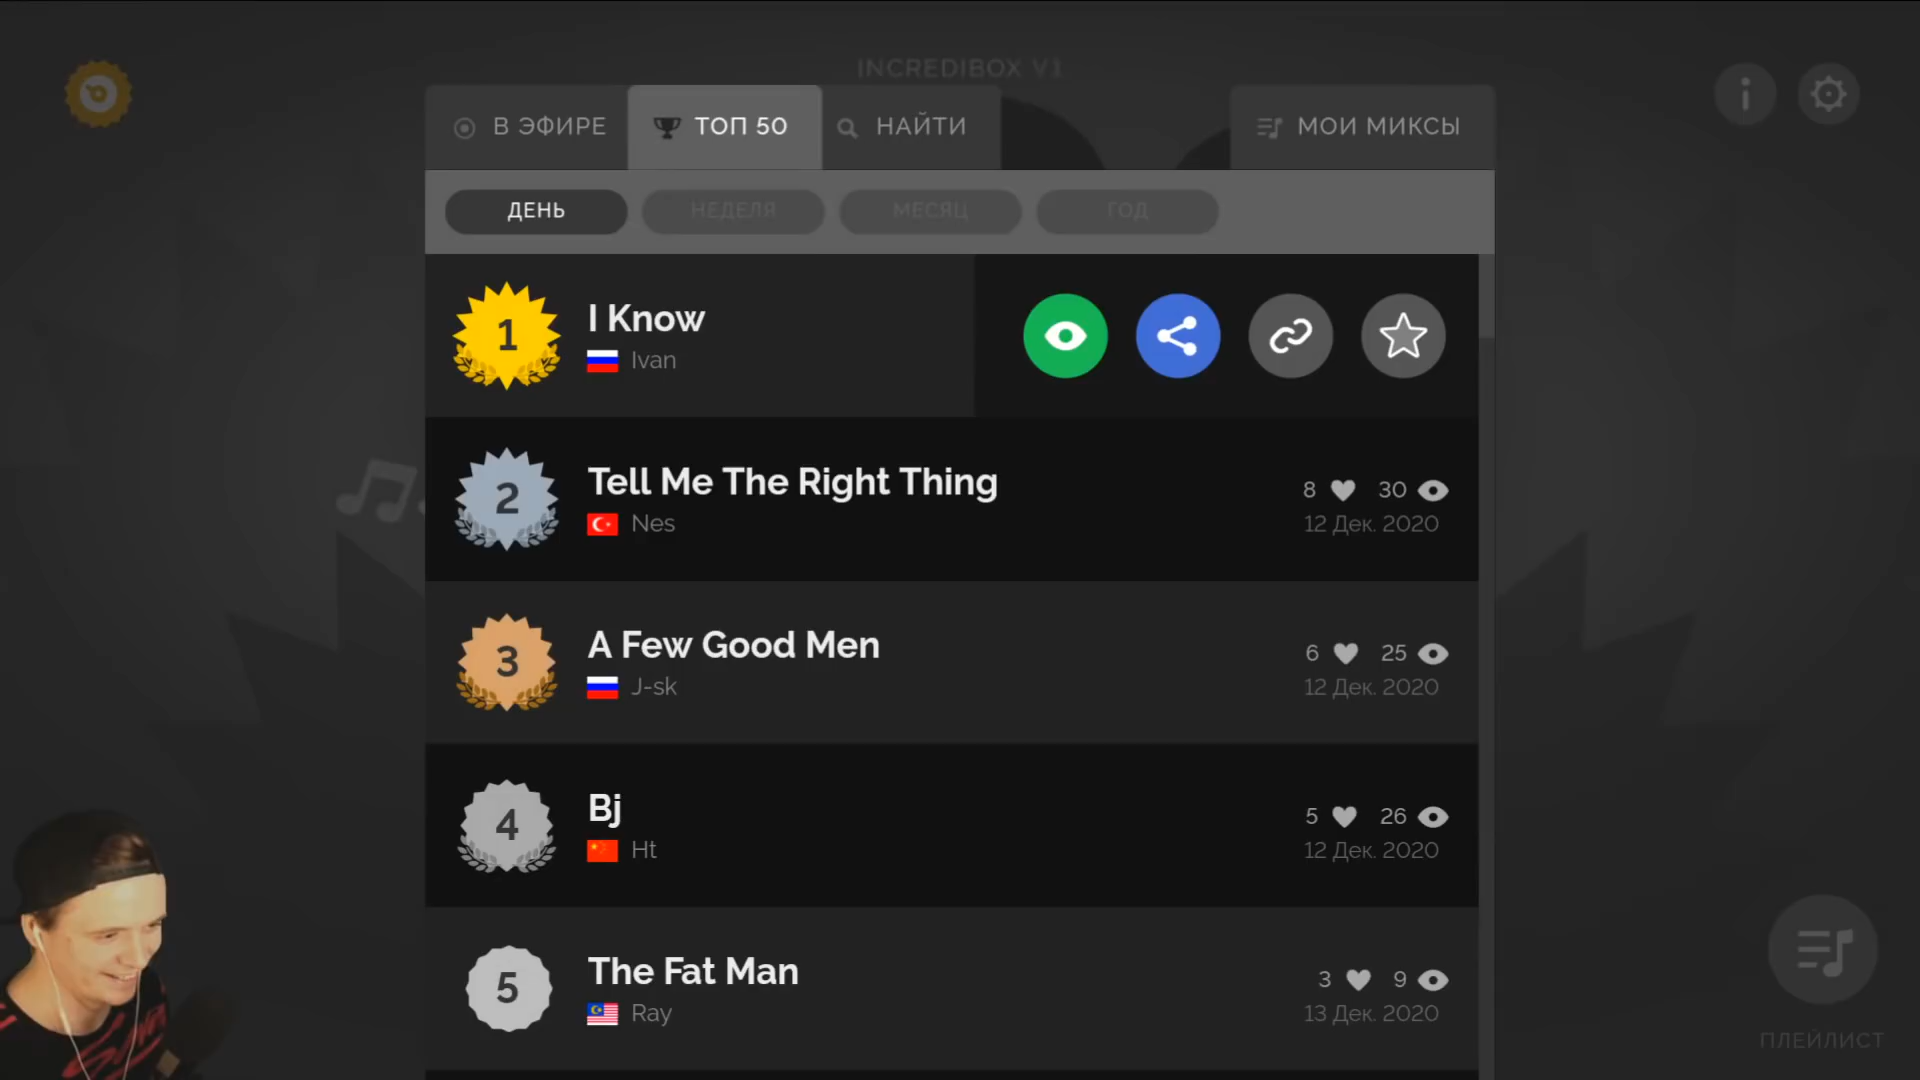 INCREDIBOX V1
В ЭФИРЕ
ТОП 50
НАЙТИ
МОИ МИКСЫ
ДЕНЬ
НЕДЕЛЯ
МЕСЯЦ
ГОД
1
I Know
Ivan
2
Tell Me The Right Thing
Nes
8 30
12 Дек. 2020
3
A Few Good Men
J-sk
6 25
12 Дек. 2020
4
Bj
Ht
5 26
12 Дек. 2020
5
The Fat Man
Ray
3 9
13 Дек. 2020
ПЛЕЙЛИСТ